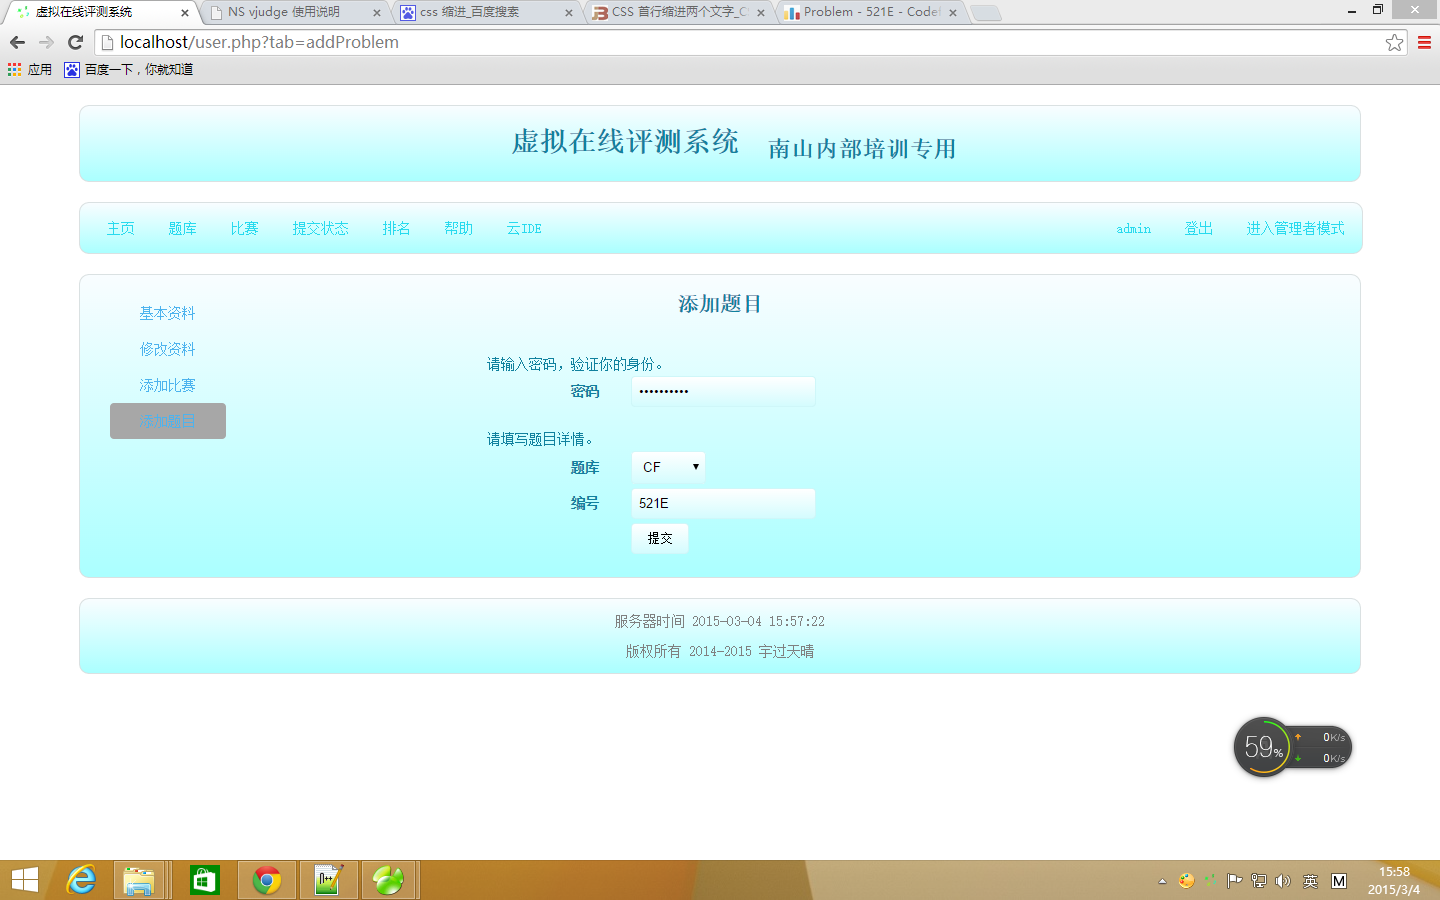 虚拟在线评测系统
NS vjudge 使用说明
css 缩进_百度搜索
CSS 首行缩进两个文字_C
Problem - 521E - Codef
localhost/user.php?tab=addProblem
应用
百度一下，你就知道
虚拟在线评测系统 南山内部培训专用
主页 题库 比赛 提交状态 排名 帮助 云IDE admin 登出 进入管理者模式
添加题目
基本资料
修改资料
添加比赛
添加题目
请输入密码，验证你的身份。
密码 ••••••••••
请填写题目详情。
题库 CF
编号 521E
提交
服务器时间 2015-03-04 15:57:22
版权所有 2014-2015 宇过天晴
59%
0K/s
0K/s
英 M
15:58
2015/3/4